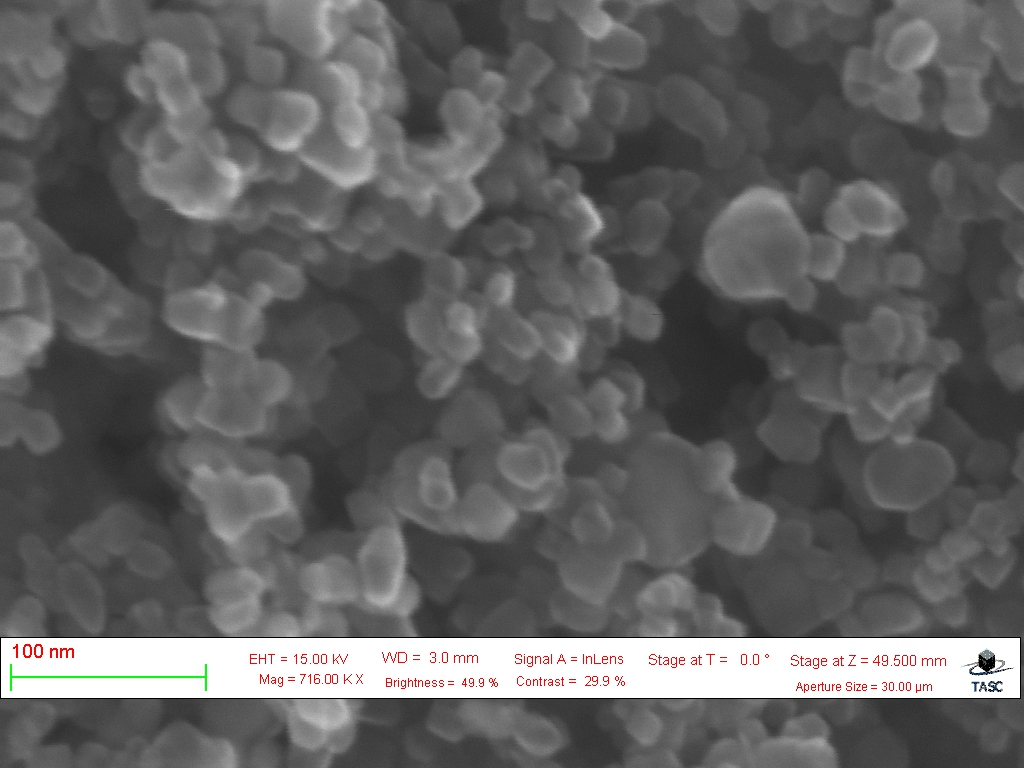 100 nm
EHT = 15.00 kV
Mag = 716.00 K X
WD = 3.0 mm
Brightness = 49.9 %
Signal A = InLens
Contrast = 29.9 %
Stage at T = 0.0 °
Stage at Z = 49.500 mm
Aperture Size = 30.00 µm
TASC